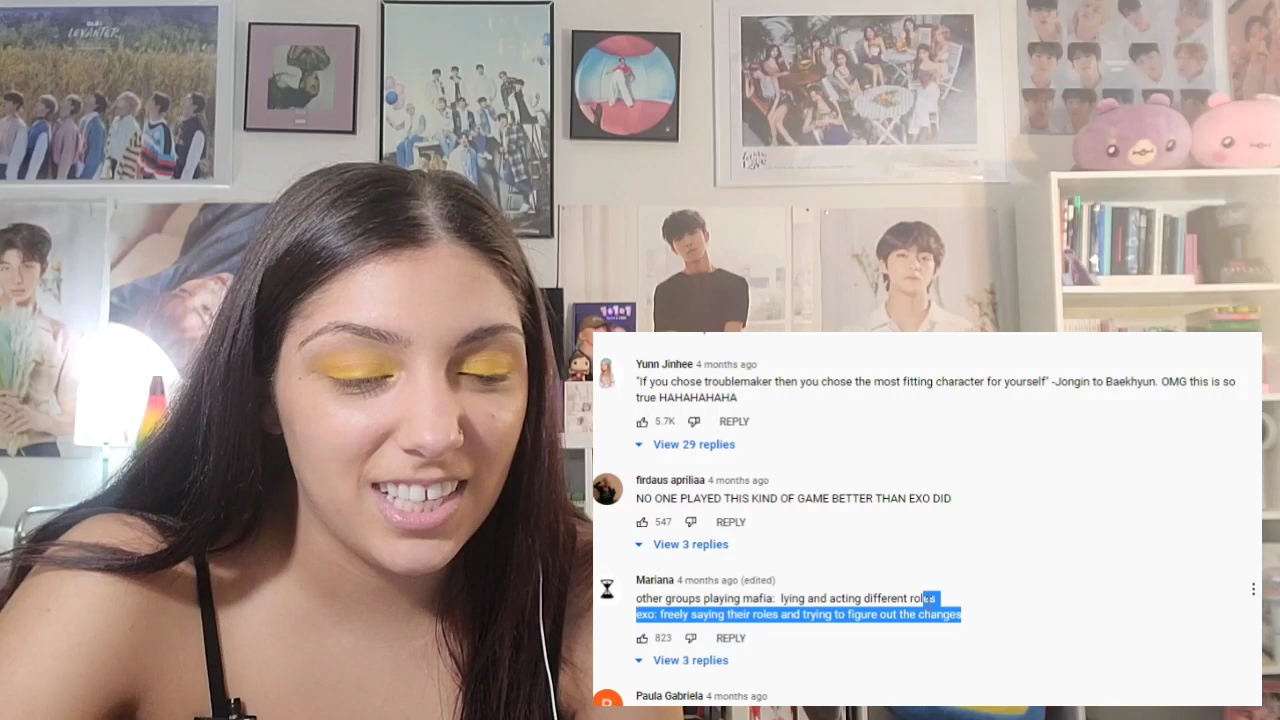 LEVANTER
Taste of
Love
Yunn Jinhee 4 months ago
"If you chose troublemaker then you chose the most fitting character for yourself" -Jongin to Baekhyun. OMG this is so
true HAHAHAHAHA
5.7K REPLY
View 29 replies
firdaus apriliaa 4 months ago
NO ONE PLAYED THIS KIND OF GAME BETTER THAN EXO DID
547 REPLY
View 3 replies
Mariana 4 months ago (edited)
other groups playing mafia: lying and acting different roles
exo: freely saying their roles and trying to figure out the changes
823 REPLY
View 3 replies
P Paula Gabriela 4 months ago